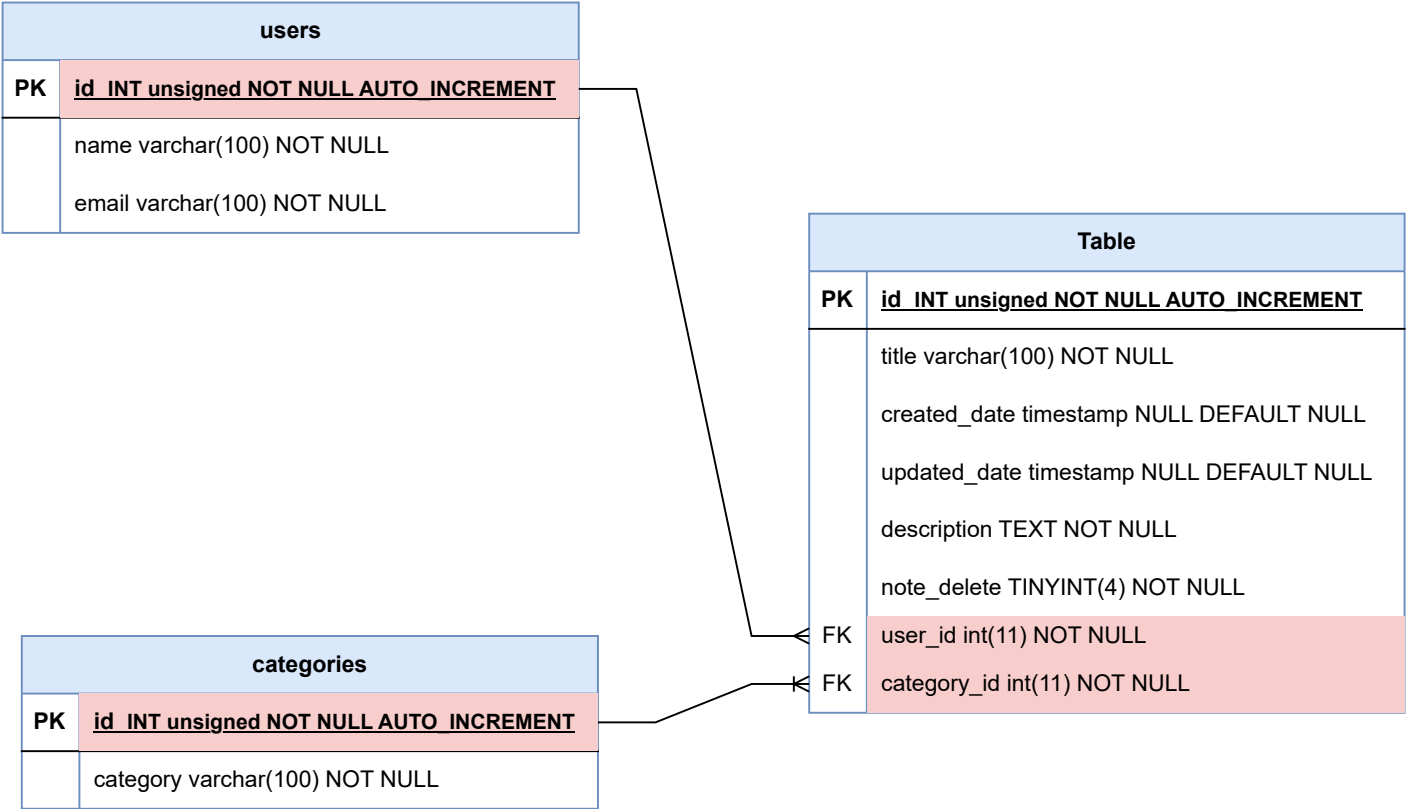 users
PK id INT unsigned NOT NULL AUTO_INCREMENT
name varchar(100) NOT NULL
email varchar(100) NOT NULL
Table
PK id INT unsigned NOT NULL AUTO_INCREMENT
title varchar(100) NOT NULL
created_date timestamp NULL DEFAULT NULL
updated_date timestamp NULL DEFAULT NULL
description TEXT NOT NULL
note_delete TINYINT(4) NOT NULL
FK user_id int(11) NOT NULL
FK category_id int(11) NOT NULL
categories
PK id INT unsigned NOT NULL AUTO_INCREMENT
category varchar(100) NOT NULL